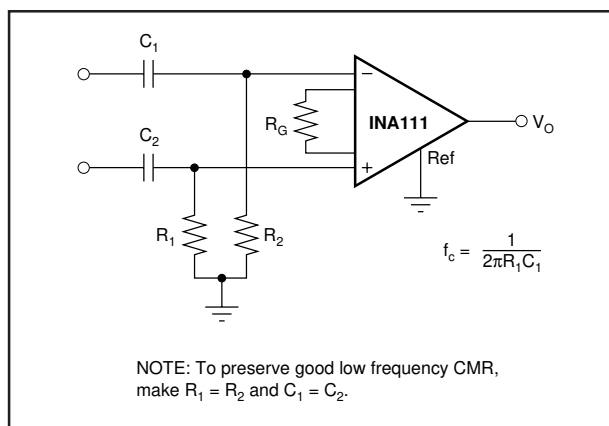 C1
C2
−
RG
INA111
VO
+
Ref
R1
R2
fc = 1 / 2πR1C1
NOTE: To preserve good low frequency CMR,
make R1 = R2 and C1 = C2.